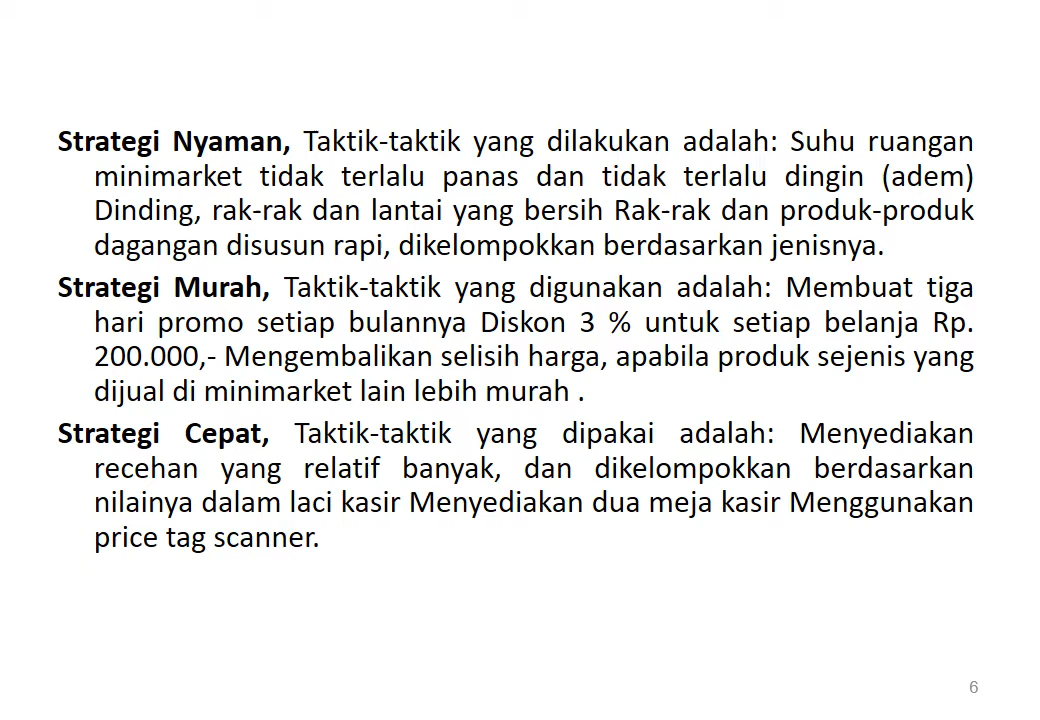 Strategi Nyaman, Taktik-taktik yang dilakukan adalah: Suhu ruangan
minimarket tidak terlalu panas dan tidak terlalu dingin (adem)
Dinding, rak-rak dan lantai yang bersih Rak-rak dan produk-produk
dagangan disusun rapi, dikelompokkan berdasarkan jenisnya.
Strategi Murah, Taktik-taktik yang digunakan adalah: Membuat tiga
hari promo setiap bulannya Diskon 3 % untuk setiap belanja Rp.
200.000,- Mengembalikan selisih harga, apabila produk sejenis yang
dijual di minimarket lain lebih murah .
Strategi Cepat, Taktik-taktik yang dipakai adalah: Menyediakan
recehan yang relatif banyak, dan dikelompokkan berdasarkan
nilainya dalam laci kasir Menyediakan dua meja kasir Menggunakan
price tag scanner.
6